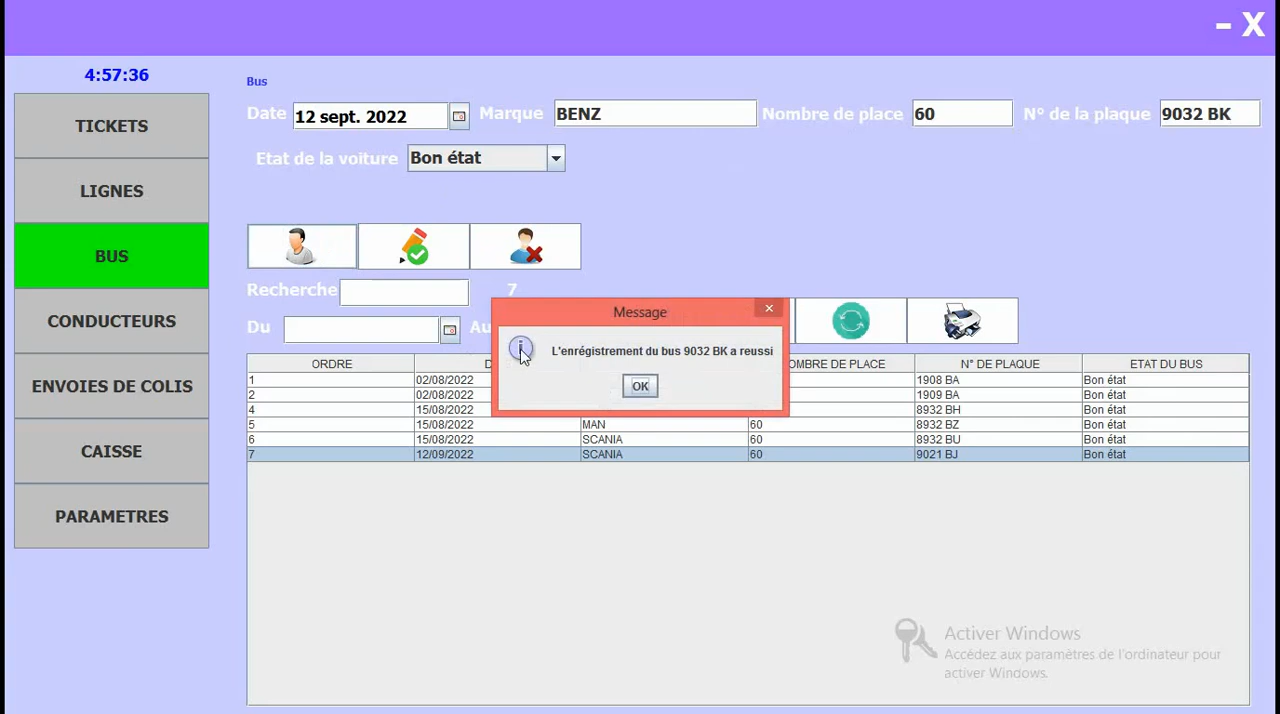 – X
4:57:36
TICKETS
LIGNES
BUS
CONDUCTEURS
ENVOIES DE COLIS
CAISSE
PARAMETRES
Bus
Date 12 sept. 2022 Marque BENZ Nombre de place 60 N° de la plaque 9032 BK
Etat de la voiture Bon état
Recherche 7
Du Au
Message
L'enrégistrement du bus 9032 BK a reussi
OK
ORDRE D OMBRE DE PLACE N° DE PLAQUE ETAT DU BUS
1 02/08/2022 1908 BA Bon état
2 02/08/2022 1909 BA Bon état
4 15/08/2022 8932 BH Bon état
5 15/08/2022 MAN 60 8932 BZ Bon état
6 15/08/2022 SCANIA 60 8932 BU Bon état
7 12/09/2022 SCANIA 60 9021 BJ Bon état
Activer Windows
Accédez aux paramètres de l'ordinateur pour
activer Windows.